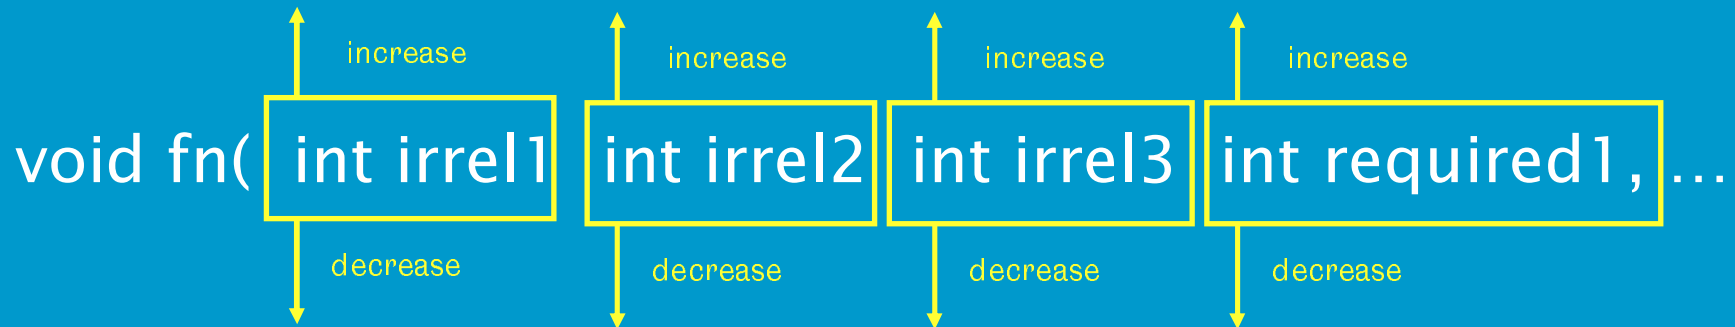 increase increase increase increase
void fn( int irrel1 int irrel2 int irrel3 int required1, ...
decrease decrease decrease decrease